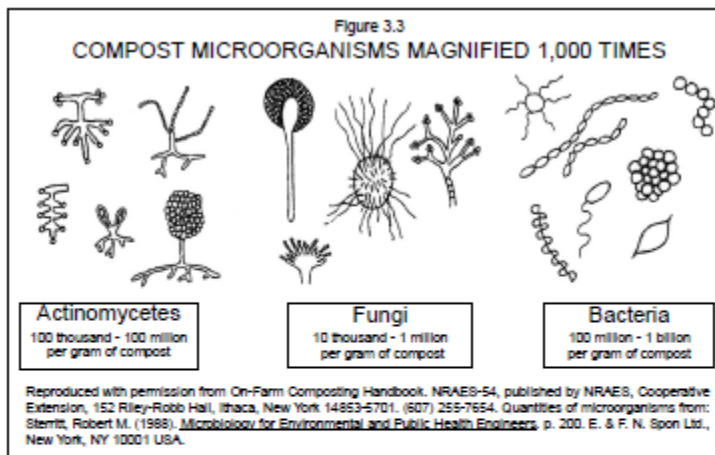 Figure 3.3
COMPOST MICROORGANISMS MAGNIFIED 1,000 TIMES
Actinomycetes
100 thousand - 100 million
per gram of compost
Fungi
10 thousand - 1 million
per gram of compost
Bacteria
100 million - 1 billion
per gram of compost
Reproduced with permission from On-Farm Composting Handbook. NRAES-54, published by NRAES, Cooperative
Extension, 152 Riley-Robb Hall, Ithaca, New York 14853-5701. (607) 255-7654. Quantities of microorganisms from:
Sterritt, Robert M. (1988). Microbiology for Environmental and Public Health Engineers. p. 200. E. & F. N. Spon Ltd.,
New York, NY 10001 USA.